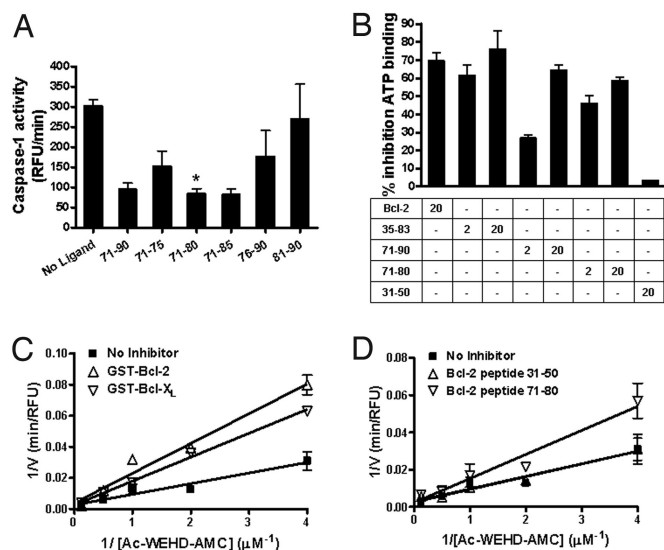 A
Caspase-1 activity
(RFU/min)
400
350
300
250
200
150
100
50
0
*
No Ligand
71-90
71-75
71-80
71-85
76-90
81-90
B
% inhibition ATP binding
90
80
70
60
50
40
30
20
10
0
Bcl-2 20 - - - - - - -
35-83 - 2 20 - - - - -
71-90 - - - 2 20 - - -
71-80 - - - - - 2 20 -
31-50 - - - - - - - 20
C
1/V (min/RFU)
0.10
0.08
0.06
0.04
0.02
0.00
No Inhibitor
GST-Bcl-2
GST-Bcl-XL
0 1 2 3 4
1/[Ac-WEHD-AMC] (μM-1)
D
1/V (min/RFU)
0.08
0.06
0.04
0.02
0.00
No Inhibitor
Bcl-2 peptide 31-50
Bcl-2 peptide 71-80
0 1 2 3 4
1/[Ac-WEHD-AMC] (μM-1)